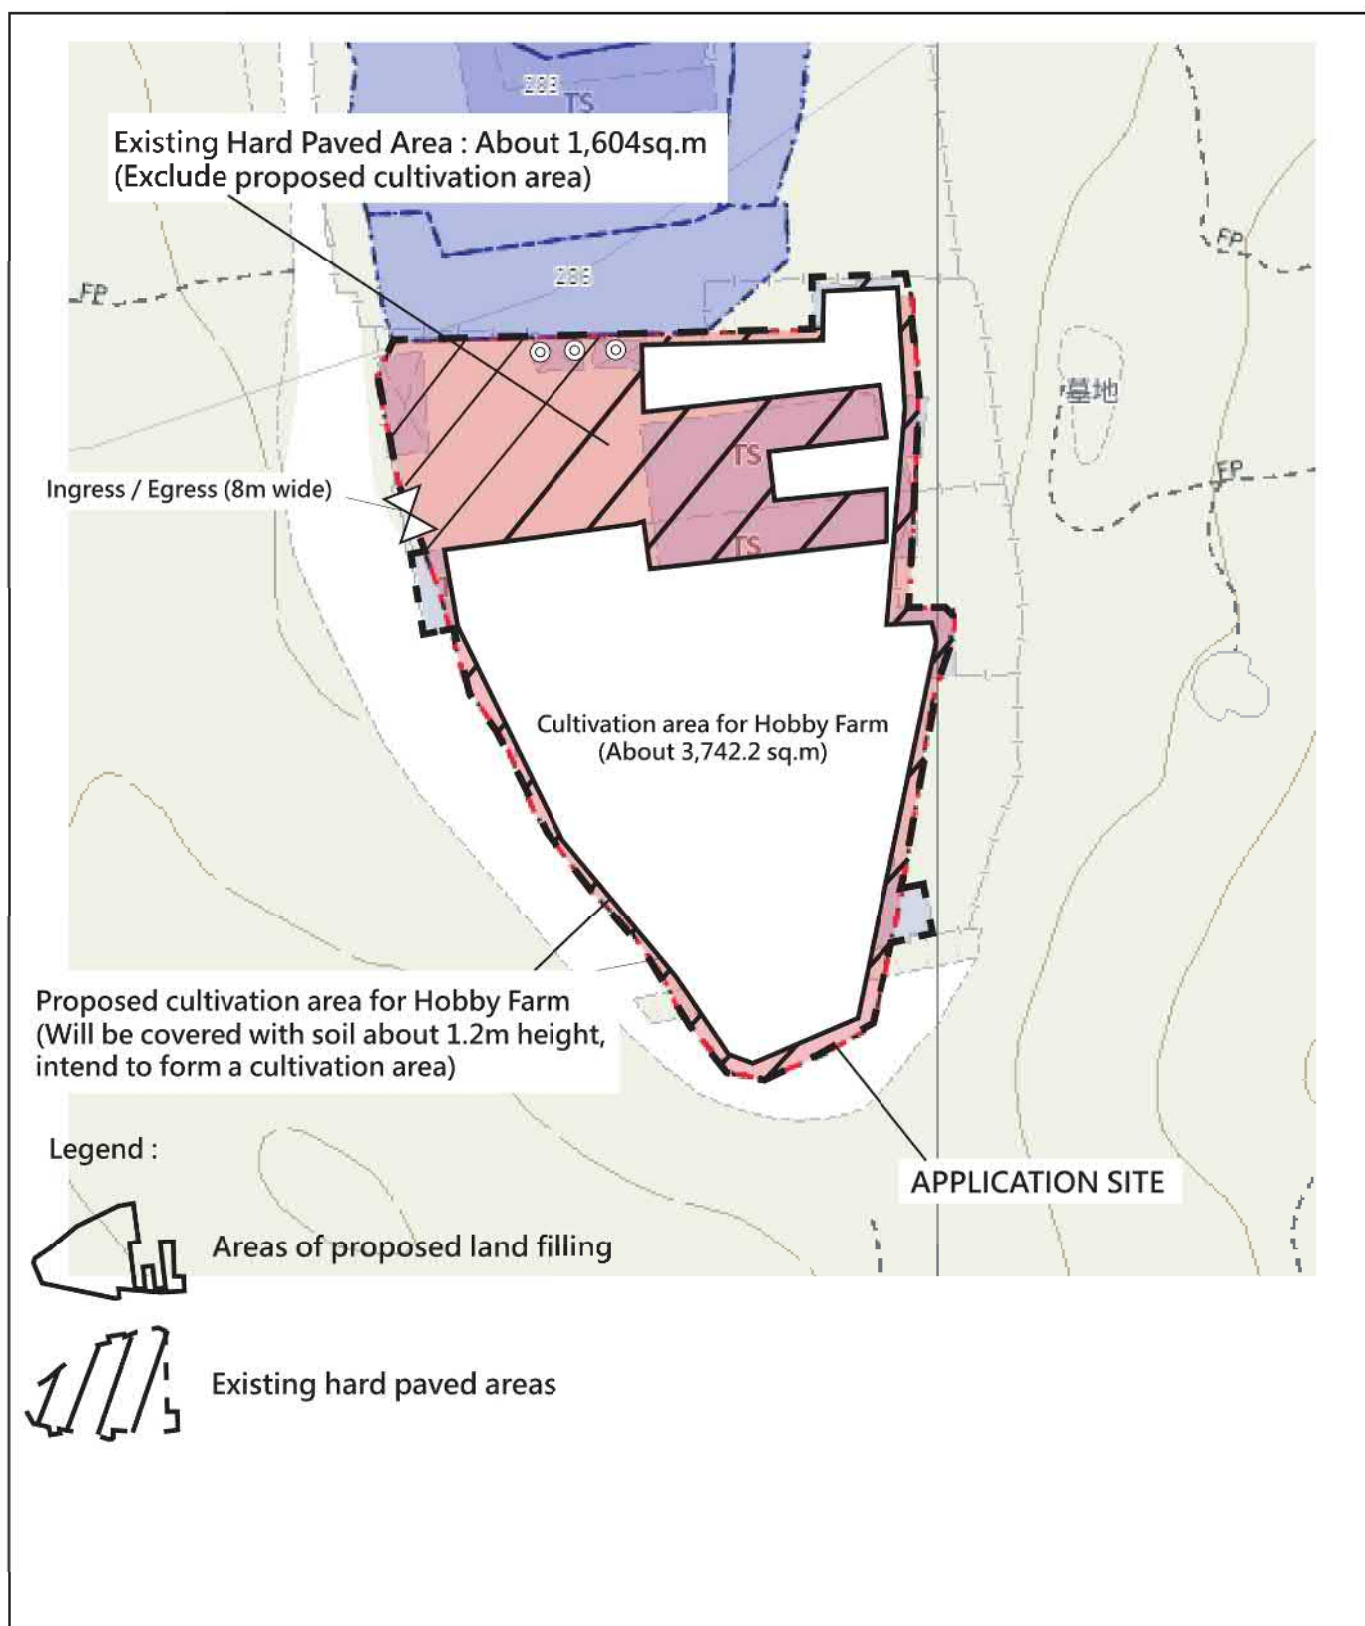 283
TS
Existing Hard Paved Area : About 1,604sq.m
(Exclude proposed cultivation area)
FP
FP
墓地
TS
FP
Ingress / Egress (8m wide)
TS
Cultivation area for Hobby Farm
(About 3,742.2 sq.m)
Proposed cultivation area for Hobby Farm
(Will be covered with soil about 1.2m height,
intend to form a cultivation area)
Legend :
APPLICATION SITE
Areas of proposed land filling
Existing hard paved areas